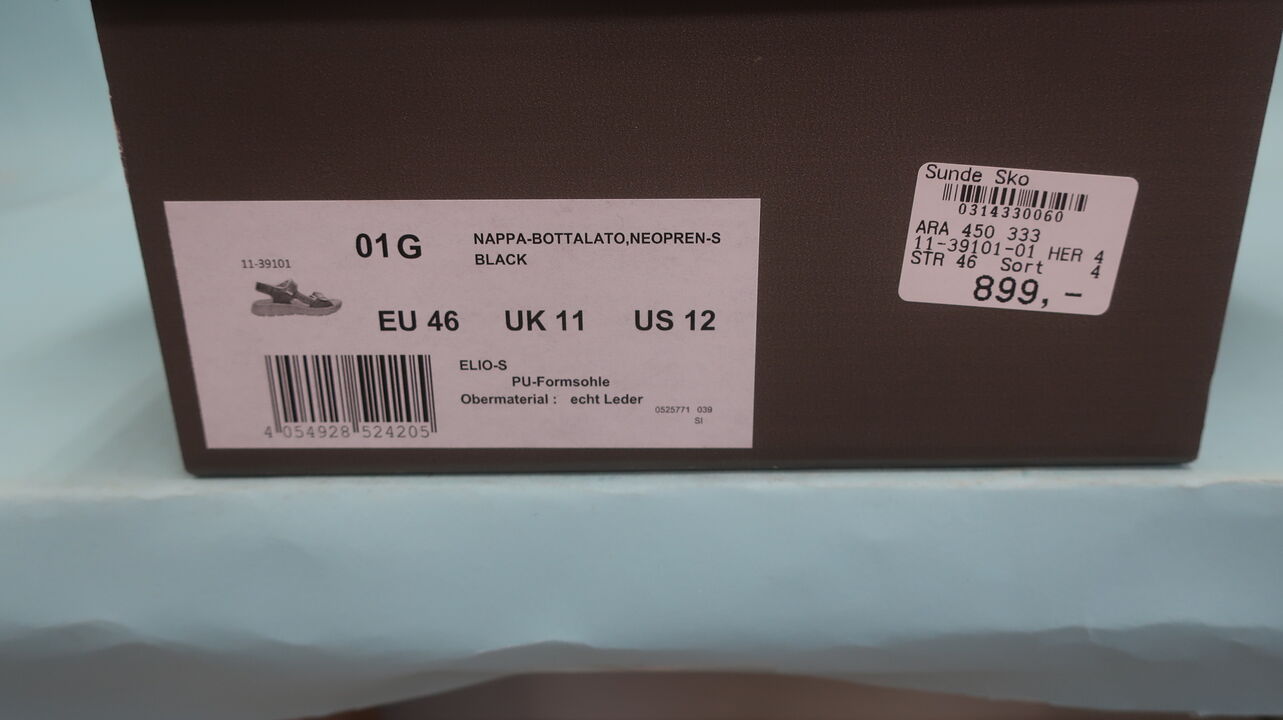 01 G
NAPPA-BOTTALATO,NEOPREN-S
BLACK
11-39101
EU 46 UK 11 US 12
ELIO-S
PU-Formsohle
Obermaterial : echt Leder
0525771 039
SI
4 054928 524205
Sunde Sko
0314330060
ARA 450 333
11-39101-01 HER 4
STR 46 Sort 4
899,-